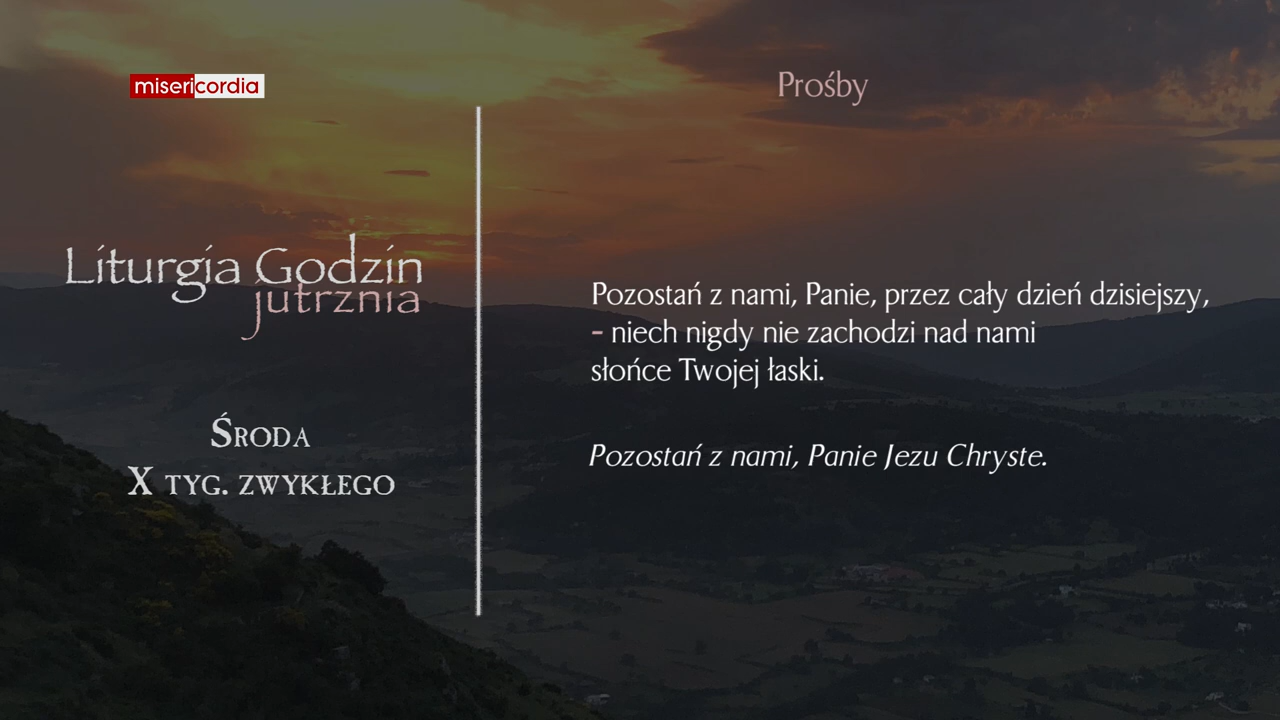 misericordia
Prośby
Liturgia Godzin
jutrznia
Środa
X tyg. zwykłego
Pozostań z nami, Panie, przez cały dzień dzisiejszy,
- niech nigdy nie zachodzi nad nami
słońce Twojej łaski.
Pozostań z nami, Panie Jezu Chryste.